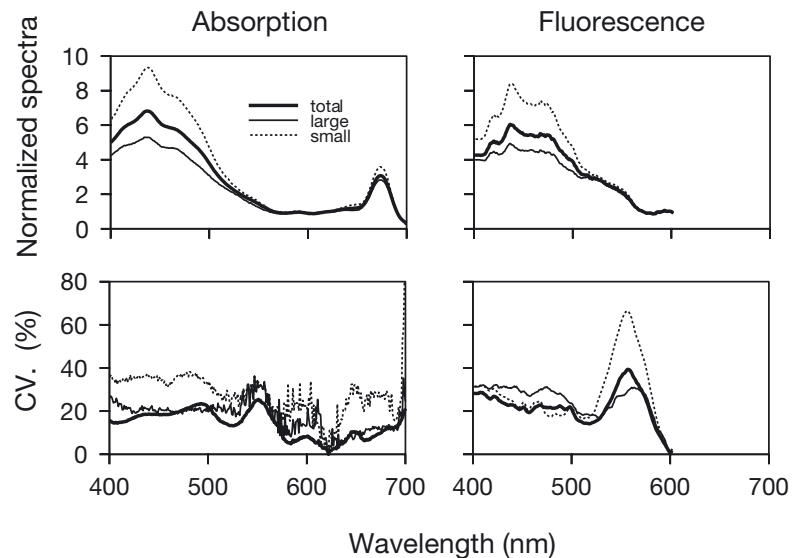 Absorption
Fluorescence
Normalized spectra
10
8
6
4
2
0
total
large
small
CV. (%)
80
60
40
20
0
400 500 600 700
400 500 600 700
Wavelength (nm)